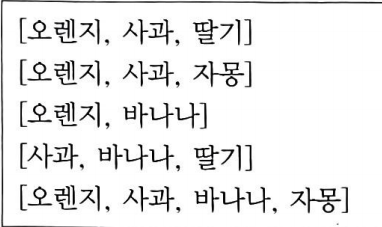 [오렌지, 사과, 딸기]
[오렌지, 사과, 자몽]
[오렌지, 바나나]
[사과, 바나나, 딸기]
[오렌지, 사과, 바나나, 자몽]